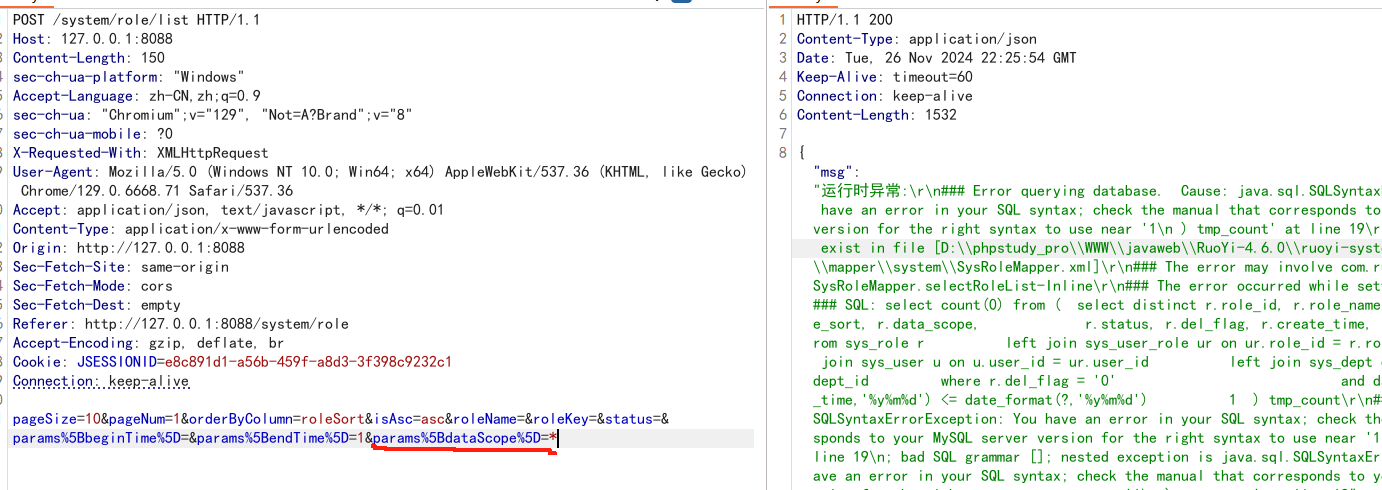 POST /system/role/list HTTP/1.1
Host: 127.0.0.1:8088
Content-Length: 150
sec-ch-ua-platform: "Windows"
Accept-Language: zh-CN,zh;q=0.9
sec-ch-ua: "Chromium";v="129", "Not=A?Brand";v="8"
sec-ch-ua-mobile: ?0
X-Requested-With: XMLHttpRequest
User-Agent: Mozilla/5.0 (Windows NT 10.0; Win64; x64) AppleWebKit/537.36 (KHTML, like Gecko)
Chrome/129.0.6668.71 Safari/537.36
Accept: application/json, text/javascript, */*; q=0.01
Content-Type: application/x-www-form-urlencoded
Origin: http://127.0.0.1:8088
Sec-Fetch-Site: same-origin
Sec-Fetch-Mode: cors
Sec-Fetch-Dest: empty
Referer: http://127.0.0.1:8088/system/role
Accept-Encoding: gzip, deflate, br
Cookie: JSESSIONID=e8c891d1-a56b-459f-a8d3-3f398c9232c1
Connection: keep-alive
pageSize=10&pageNum=1&orderByColumn=roleSort&isAsc=asc&roleName=&roleKey=&status=&
params%5BbeginTime%5D=&params%5BendTime%5D=1&params%5BdataScope%5D=*
1 HTTP/1.1 200
2 Content-Type: application/json
3 Date: Tue, 26 Nov 2024 22:25:54 GMT
4 Keep-Alive: timeout=60
5 Connection: keep-alive
6 Content-Length: 1532
7
8 {
"msg":
"运行时异常:\r\n### Error querying database.  Cause: java.sql.SQLSyntax
have an error in your SQL syntax; check the manual that corresponds to
version for the right syntax to use near '1\n ) tmp_count' at line 19\r
exist in file [D:\\phpstudy_pro\\WWW\\javaweb\\RuoYi-4.6.0\\ruoyi-syst
\\mapper\\system\\SysRoleMapper.xml]\r\n### The error may involve com.r
SysRoleMapper.selectRoleList-Inline\r\n### The error occurred while set
### SQL: select count(0) from (  select distinct r.role_id, r.role_name
e_sort, r.data_scope,             r.status, r.del_flag, r.create_time,
rom sys_role r          left join sys_user_role ur on ur.role_id = r.ro
join sys_user u on u.user_id = ur.user_id          left join sys_dept
dept_id         where r.del_flag = '0'                          and d
_time,'%y%m%d') <= date_format(?,'%y%m%d')          1  ) tmp_count\r\n#
SQLSyntaxErrorException: You have an error in your SQL syntax; check the
sponds to your MySQL server version for the right syntax to use near '1
line 19\n; bad SQL grammar []; nested exception is java.sql.SQLSyntaxEr
ave an error in your SQL syntax; check the manual that corresponds to y